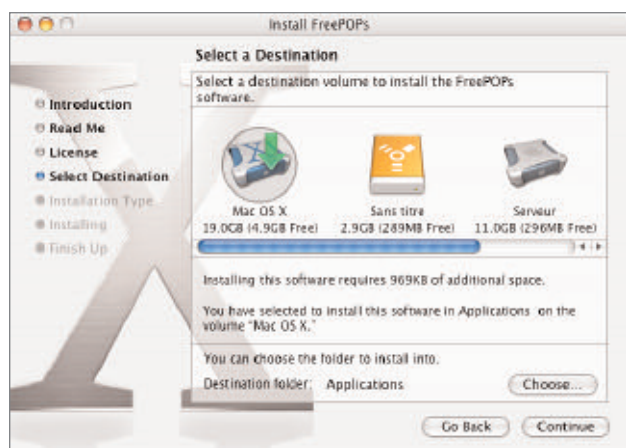 Install FreePOPs
Select a Destination
Select a destination volume to install the FreePOPs
software.
Introduction
Read Me
License
Select Destination
Installation Type
Installing
Finish Up
Mac OS X
19.0GB (4.9GB Free)
Sans titre
2.9GB (289MB Free)
Serveur
11.0GB (296MB Free)
Installing this software requires 969KB of additional space.
You have selected to install this software in Applications on the
volume "Mac OS X."
You can choose the folder to install into.
Destination folder: Applications
Choose...
Go Back
Continue